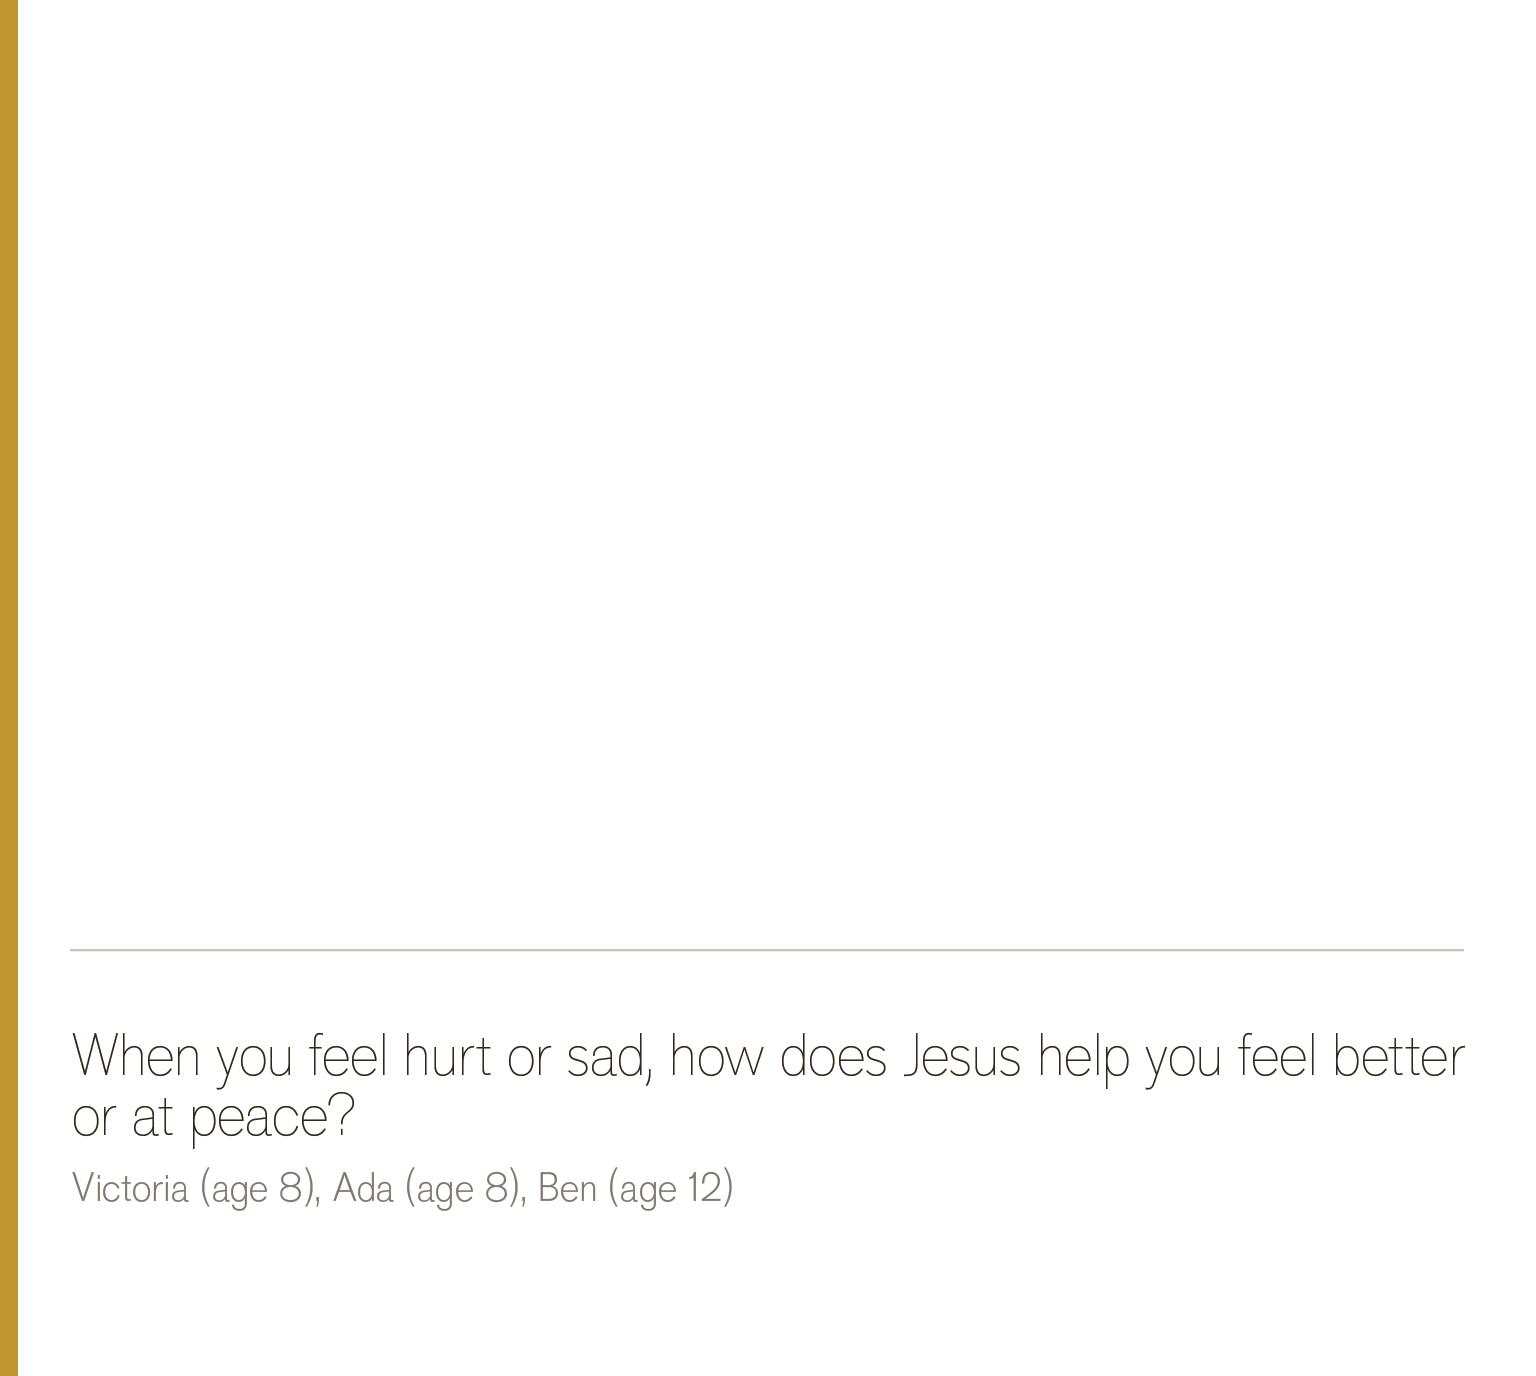 When you feel hurt or sad, how does Jesus help you feel better
or at peace?
Victoria (age 8), Ada (age 8), Ben (age 12)